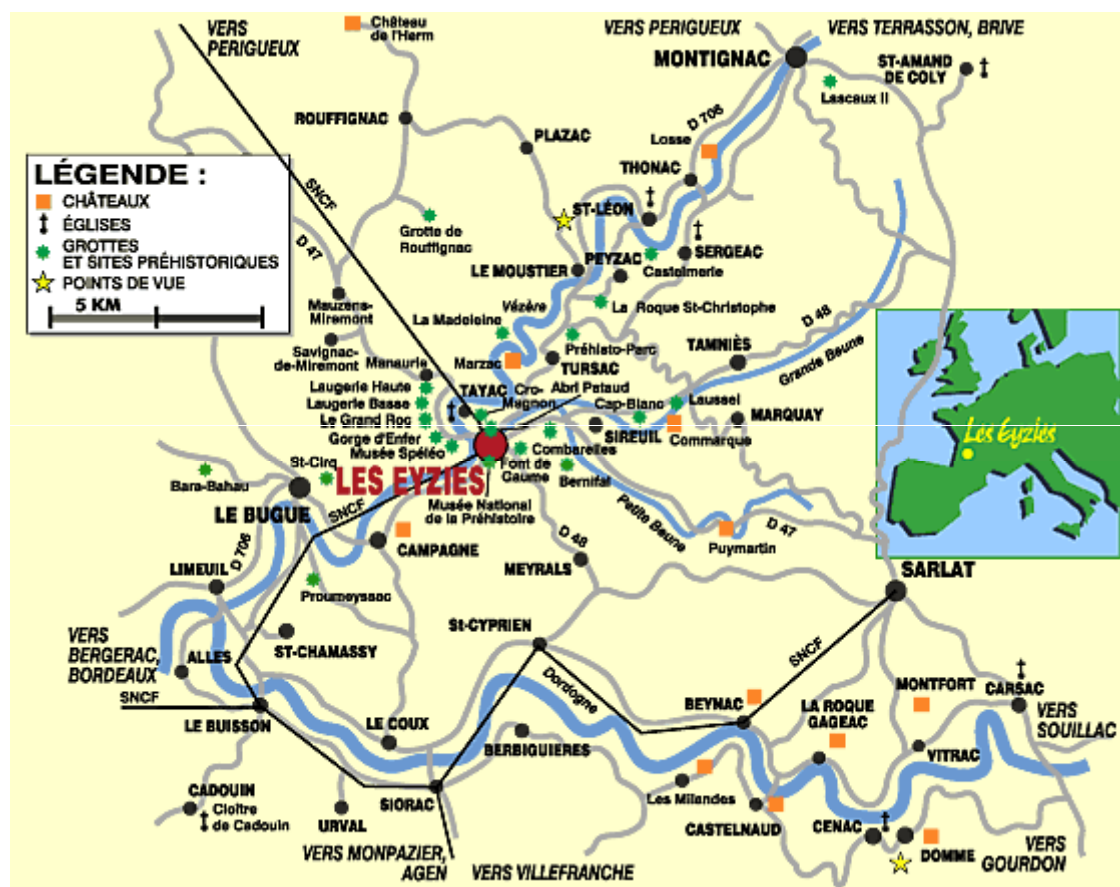 VERS
PERIGUEUX
Château
de l'Herm
VERS PERIGUEUX
VERS TERRASSON, BRIVE
MONTIGNAC
ST-AMAND
DE COLY
Lascaux II
D 706
ROUFFIGNAC
PLAZAC
Losse
THONAC
LÉGENDE :
CHÂTEAUX
ÉGLISES
GROTTES
ET SITES PRÉHISTORIQUES
POINTS DE VUE
5 KM
SNCF
D 47
Grotte de
Rouffignac
ST-LÉON
SERGEAC
PEYZAC
Castelmerle
LE MOUSTIER
La Roque St-Christophe
Vézère
Mauzens-
Miremont
La Madeleine
Savignac-
de-Miremont
Préhisto-Parc
Marzac
TURSAC
TAMNIÈS
D 48
Grande Beune
Manaurie
Laugerie Haute
TAYAC
Cro-
Magnon
Abri Pataud
Laugerie Basse
Cap-Blanc
Laussel
MARQUAY
Le Grand Roc
SIREUIL
Commarque
Gorge d'Enfer
Musée Spéléo
Combarelles
Font de
Gaume
Bernifal
LES EYZIES
St-Cirq
Bara-Bahau
LE BUGUE
SNCF
Musée National
de la Préhistoire
Petite Beune
D 47
Puymartin
Les Eyzies
CAMPAGNE
D 48
MEYRALS
SARLAT
D 706
LIMEUIL
Proumeyssac
VERS
BERGERAC,
BORDEAUX
ALLES
ST-CHAMASSY
St-CYPRIEN
SNCF
SNCF
LE BUISSON
Dordogne
BEYNAC
MONTFORT
CARSAC
LA ROQUE
GAGEAC
VERS
SOUILLAC
LE COUX
BERBIGUIERES
VITRAC
CADOUIN
Cloître
de Cadouin
URVAL
SIORAC
Les Milandes
CASTELNAUD
CENAC
DOMME
VERS
GOURDON
VERS MONPAZIER,
AGEN
VERS VILLEFRANCHE